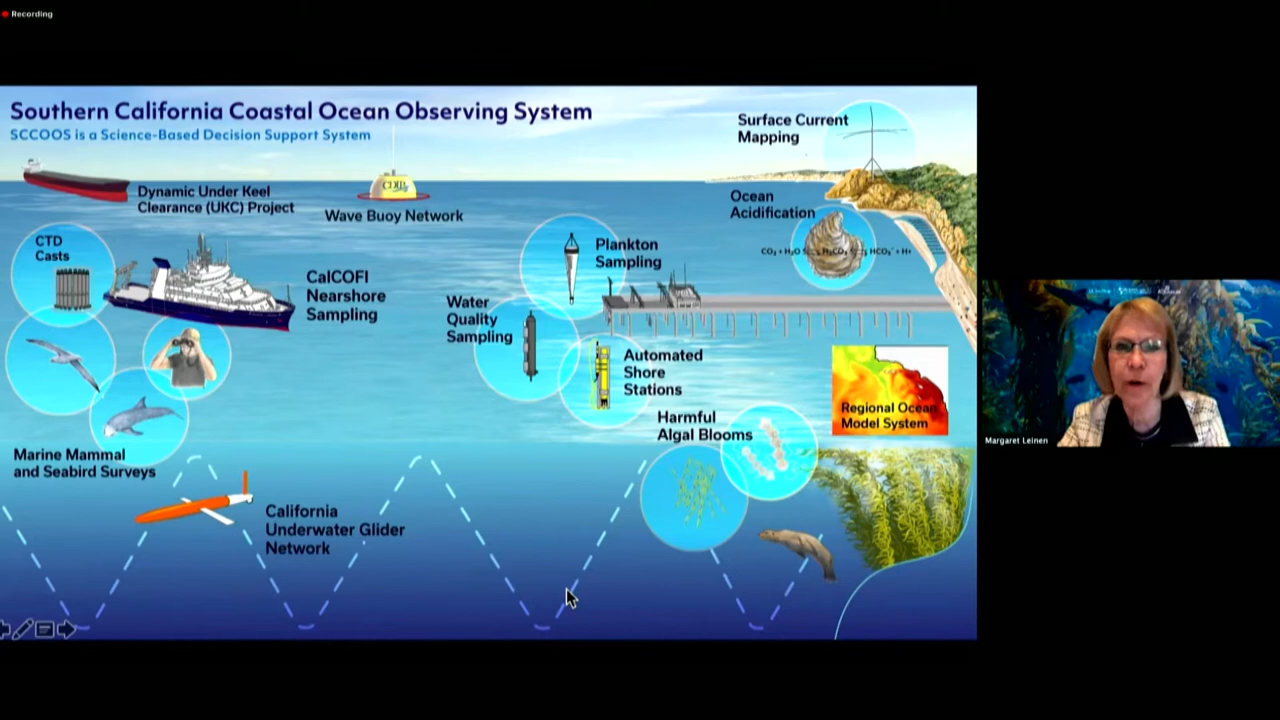 Recording
Southern California Coastal Ocean Observing System
SCCOOS is a Science-Based Decision Support System
Surface Current
Mapping
Dynamic Under Keel
Clearance (UKC) Project
CDIP
Wave Buoy Network
Ocean
Acidification
CTD
Casts
Plankton
Sampling
CalCOFI
Nearshore
Sampling
Water
Quality
Sampling
Automated
Shore
Stations
Regional Ocean
Model System
Harmful
Algal Blooms
Marine Mammal
and Seabird Surveys
California
Underwater Glider
Network
Margaret Leinen